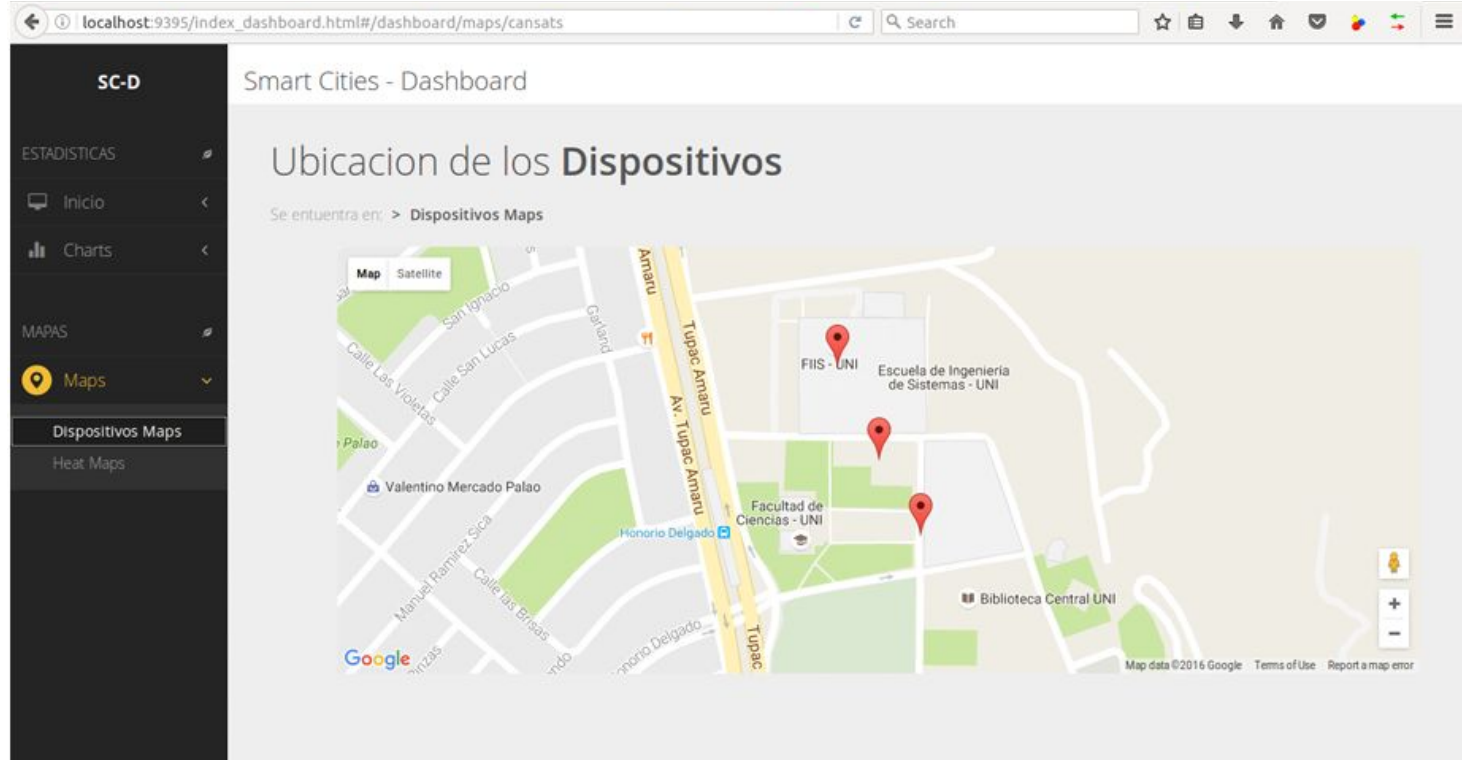 localhost:9395/index_dashboard.html#/dashboard/maps/cansats
Search
SC-D
Smart Cities - Dashboard
ESTADISTICAS
Inicio
Charts
MAPAS
Maps
Dispositivos Maps
Heat Maps
Ubicacion de los Dispositivos
Se entuentra en: > Dispositivos Maps
Map Satellite
San Ignacio
Calle San Lucas
Calle Las Violetas
Garland
Amaru
Tupac Amaru
Av. Tupac Amaru
Palao
Valentino Mercado Palao
Manuel Ramirez Sica
Calle las Brisas
Honorio Delgado
Honorio Delgado
Tupac
FIIS - UNI
Escuela de Ingenieria
de Sistemas - UNI
Facultad de
Ciencias - UNI
Biblioteca Central UNI
+
−
Google
Map data ©2016 Google Terms of Use Report a map error